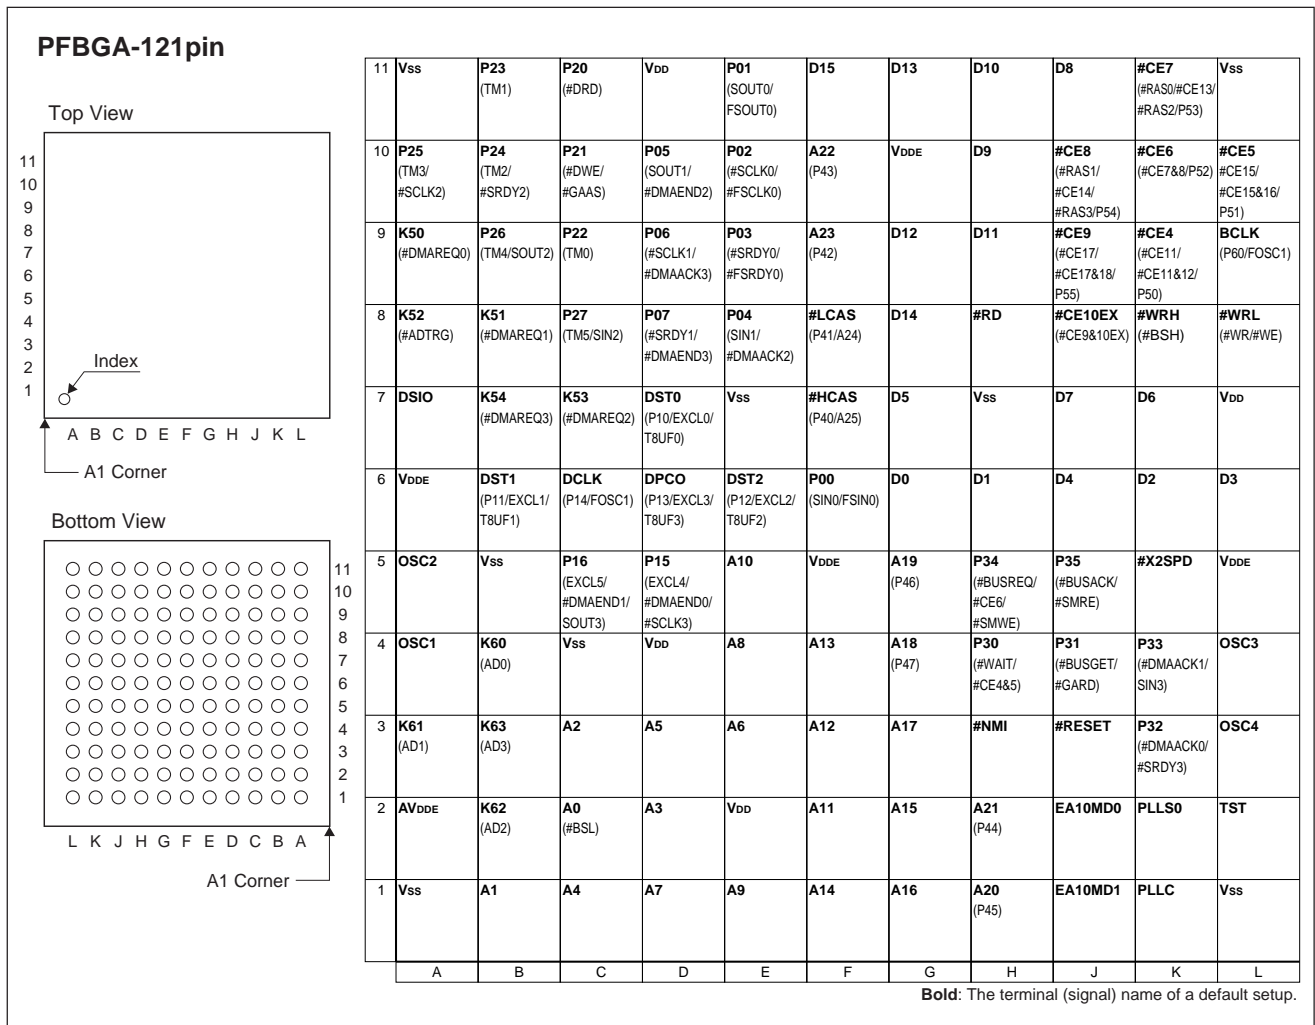 PFBGA-121pin
Top View
11
10
9
8
7
6
5
4
3
2
1
Index
A B C D E F G H J K L
A1 Corner
Bottom View
11
10
9
8
7
6
5
4
3
2
1
L K J H G F E D C B A
A1 Corner
11 VSS P23 P20 VDD P01 D15 D13 D10 D8 #CE7 VSS
(TM1) (#DRD) (SOUT0/ (#RAS0/#CE13/
FSOUT0) #RAS2/P53)
10 P25 P24 P21 P05 P02 A22 VDDE D9 #CE8 #CE6 #CE5
(TM3/ (TM2/ (#DWE/ (SOUT1/ (#SCLK0/ (P43) (#RAS1/ (#CE7&8/P52) (#CE15/
#SCLK2) #SRDY2) #GAAS) #DMAEND2) #FSCLK0) #CE14/ #CE15&16/
#RAS3/P54) P51)
9 K50 P26 P22 P06 P03 A23 D12 D11 #CE9 #CE4 BCLK
(#DMAREQ0) (TM4/SOUT2) (TM0) (#SCLK1/ (#SRDY0/ (P42) (#CE17/ (#CE11/ (P60/FOSC1)
#DMAACK3) #FSRDY0) #CE17&18/ #CE11&12/
P55) P50)
8 K52 K51 P27 P07 P04 #LCAS D14 #RD #CE10EX #WRH #WRL
(#ADTRG) (#DMAREQ1) (TM5/SIN2) (#SRDY1/ (SIN1/ (P41/A24) (#CE9&10EX) (#BSH) (#WR/#WE)
#DMAEND3) #DMAACK2)
7 DSIO K54 K53 DST0 VSS #HCAS D5 VSS D7 D6 VDD
(#DMAREQ3) (#DMAREQ2) (P10/EXCL0/ (P40/A25)
T8UF0)
6 VDDE DST1 DCLK DPCO DST2 P00 D0 D1 D4 D2 D3
(P11/EXCL1/ (P14/FOSC1) (P13/EXCL3/ (P12/EXCL2/ (SIN0/FSIN0)
T8UF1) T8UF3) T8UF2)
5 OSC2 VSS P16 P15 A10 VDDE A19 P34 P35 #X2SPD VDDE
(EXCL5/ (EXCL4/ (P46) (#BUSREQ/ (#BUSACK/
#DMAEND1/ #DMAEND0/ #CE6/ #SMRE)
SOUT3) #SCLK3) #SMWE)
4 OSC1 K60 VSS VDD A8 A13 A18 P30 P31 P33 OSC3
(AD0) (P47) (#WAIT/ (#BUSGET/ (#DMAACK1/
#CE4&5) #GARD) SIN3)
3 K61 K63 A2 A5 A6 A12 A17 #NMI #RESET P32 OSC4
(AD1) (AD3) (#DMAACK0/
#SRDY3)
2 AVDDE K62 A0 A3 VDD A11 A15 A21 EA10MD0 PLLS0 TST
(AD2) (#BSL) (P44)
1 VSS A1 A4 A7 A9 A14 A16 A20 EA10MD1 PLLC VSS
(P45)
A B C D E F G H J K L
Bold: The terminal (signal) name of a default setup.